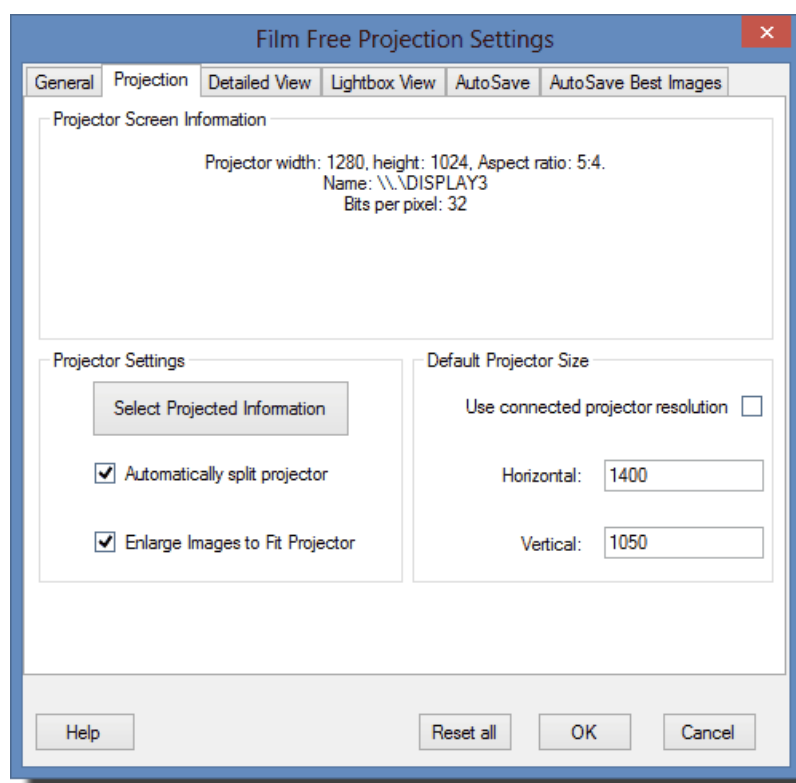 Film Free Projection Settings
General Projection Detailed View Lightbox View AutoSave AutoSave Best Images
Projector Screen Information
Projector width: 1280, height: 1024, Aspect ratio: 5:4.
Name: \\.\DISPLAY3
Bits per pixel: 32
Projector Settings
Select Projected Information
Automatically split projector
Enlarge Images to Fit Projector
Default Projector Size
Use connected projector resolution
Horizontal: 1400
Vertical: 1050
Help Reset all OK Cancel